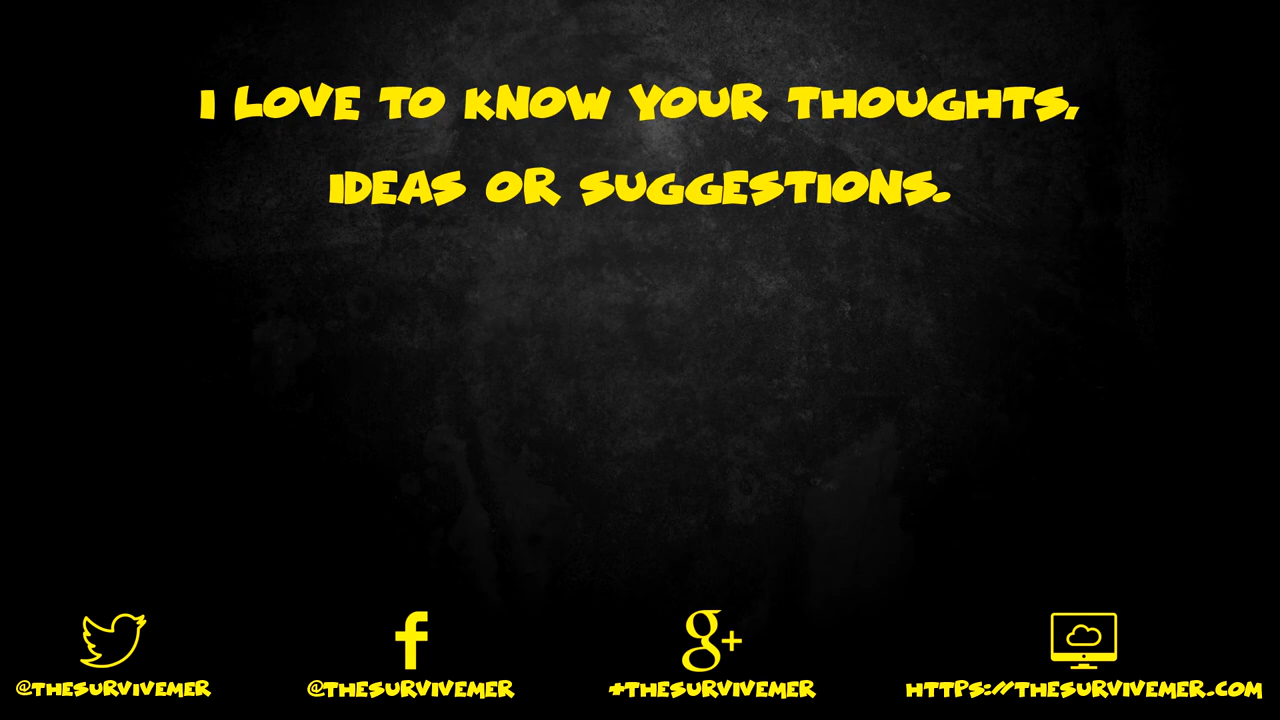 I LOVE TO KNOW YOUR THOUGHTS,
IDEAS OR SUGGESTIONS.
@THESURVIVEMER
@THESURVIVEMER
+THESURVIVEMER
HTTPS://THESURVIVEMER.COM